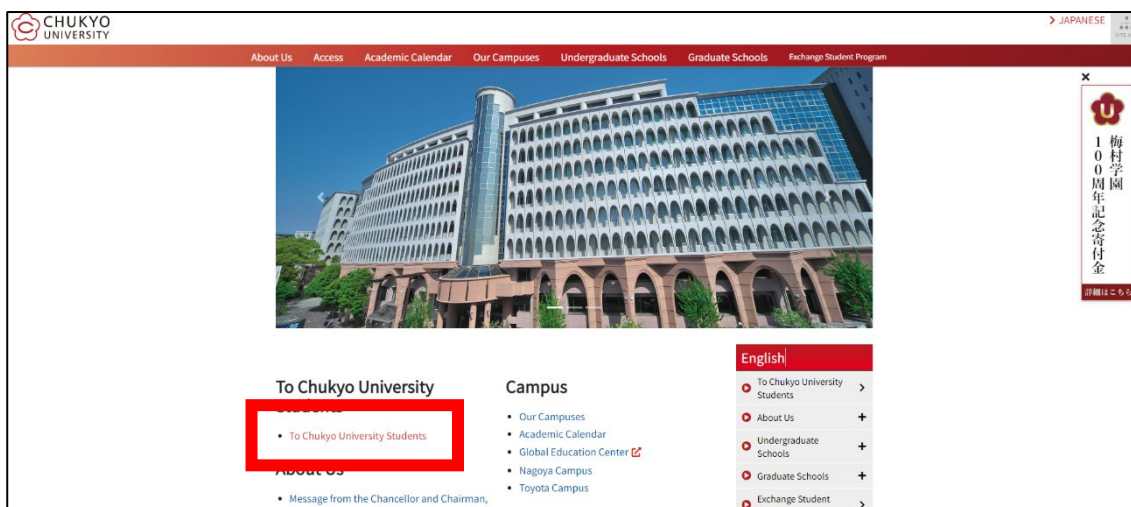 CHUKYO
UNIVERSITY
JAPANESE
About Us Access Academic Calendar Our Campuses Undergraduate Schools Graduate Schools Exchange Student Program
梅村学園
100周年記念寄付金
詳細はこちら
To Chukyo University
Students
• To Chukyo University Students
About Us
• Message from the Chancellor and Chairman,
Campus
• Our Campuses
• Academic Calendar
• Global Education Center
• Nagoya Campus
• Toyota Campus
English
To Chukyo University
Students
About Us
Undergraduate
Schools
Graduate Schools
Exchange Student